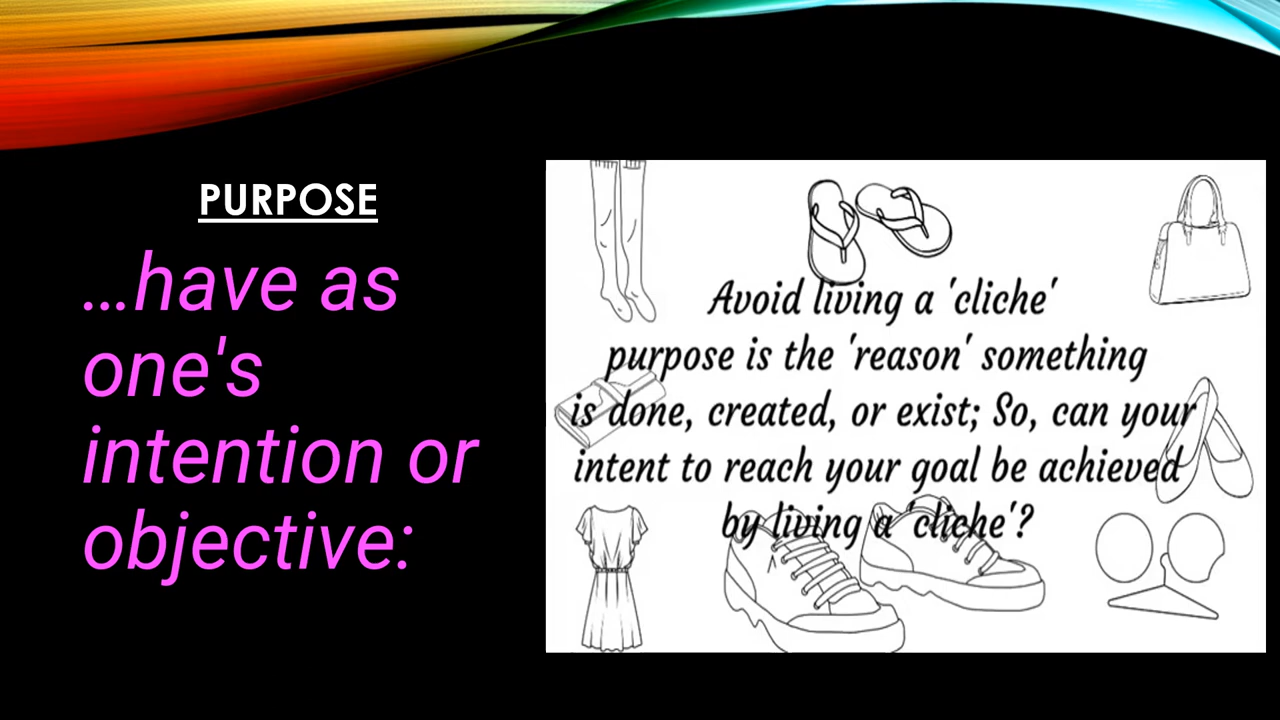 PURPOSE
…have as
one's
intention or
objective:
Avoid living a 'cliche'
purpose is the 'reason' something
is done, created, or exist; So, can your
intent to reach your goal be achieved
by living a 'cliche'?